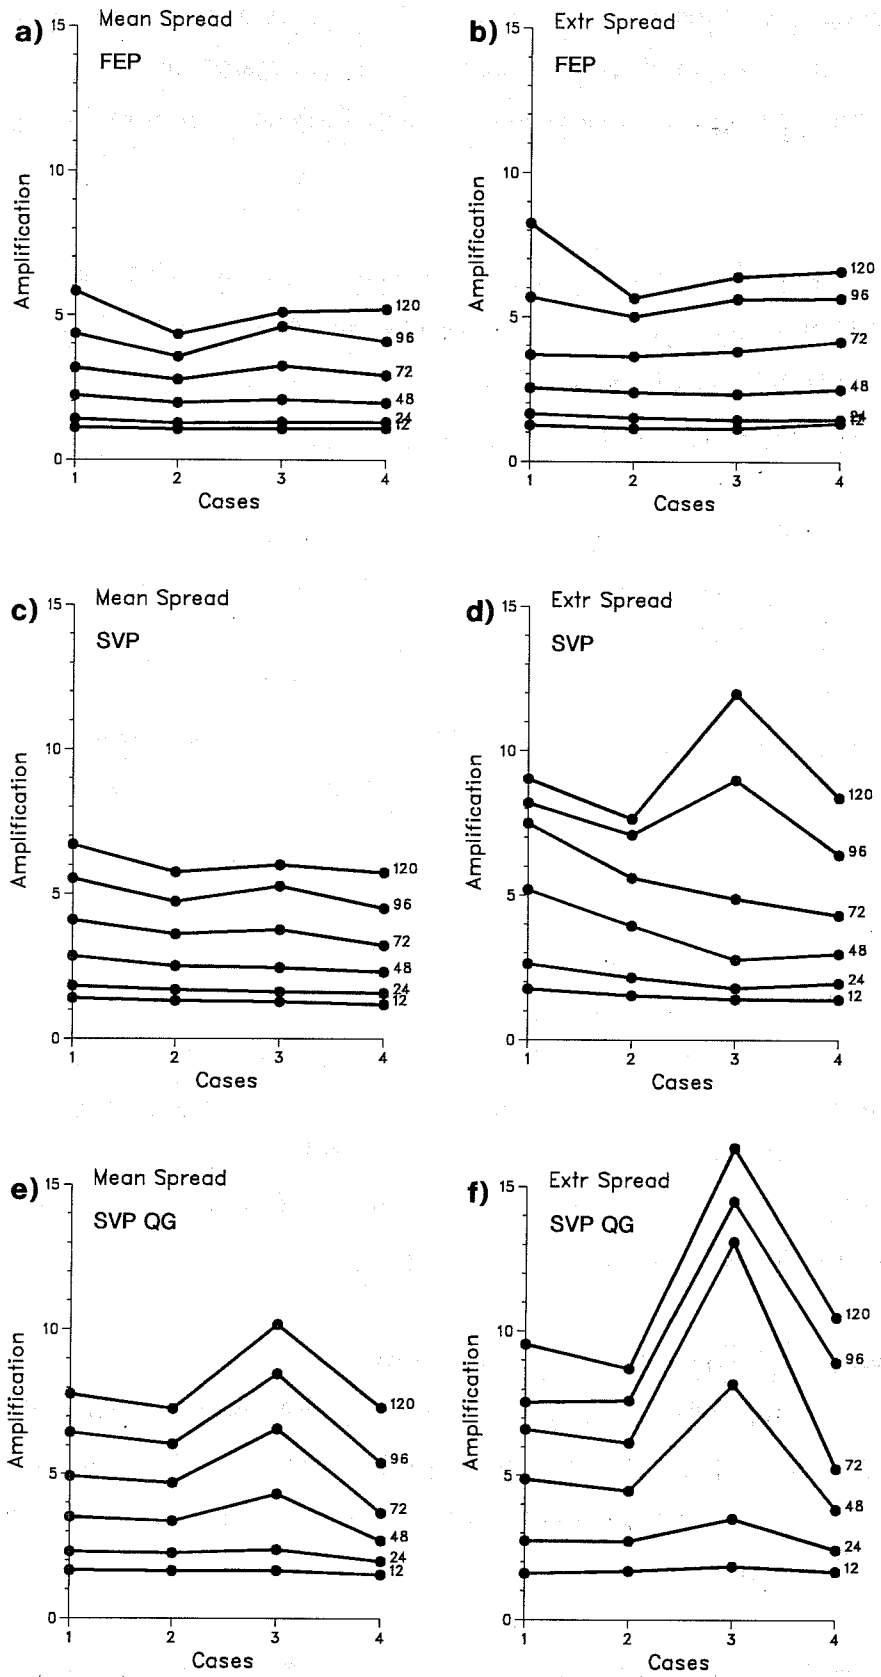 a)
15
Mean Spread
FEP
10
5
0
Amplification
120
96
72
48
24
12
1 2 3 4
Cases
b)
15
Extr Spread
FEP
10
5
0
Amplification
120
96
72
48
24
12
1 2 3 4
Cases
c)
15
Mean Spread
SVP
10
5
0
Amplification
120
96
72
48
24
12
1 2 3 4
Cases
d)
15
Extr Spread
SVP
10
5
0
Amplification
120
96
72
48
24
12
1 2 3 4
Cases
e)
15
Mean Spread
SVP QG
10
5
0
Amplification
120
96
72
48
24
12
1 2 3 4
Cases
f)
15
Extr Spread
SVP QG
10
5
0
Amplification
120
96
72
48
24
12
1 2 3 4
Cases